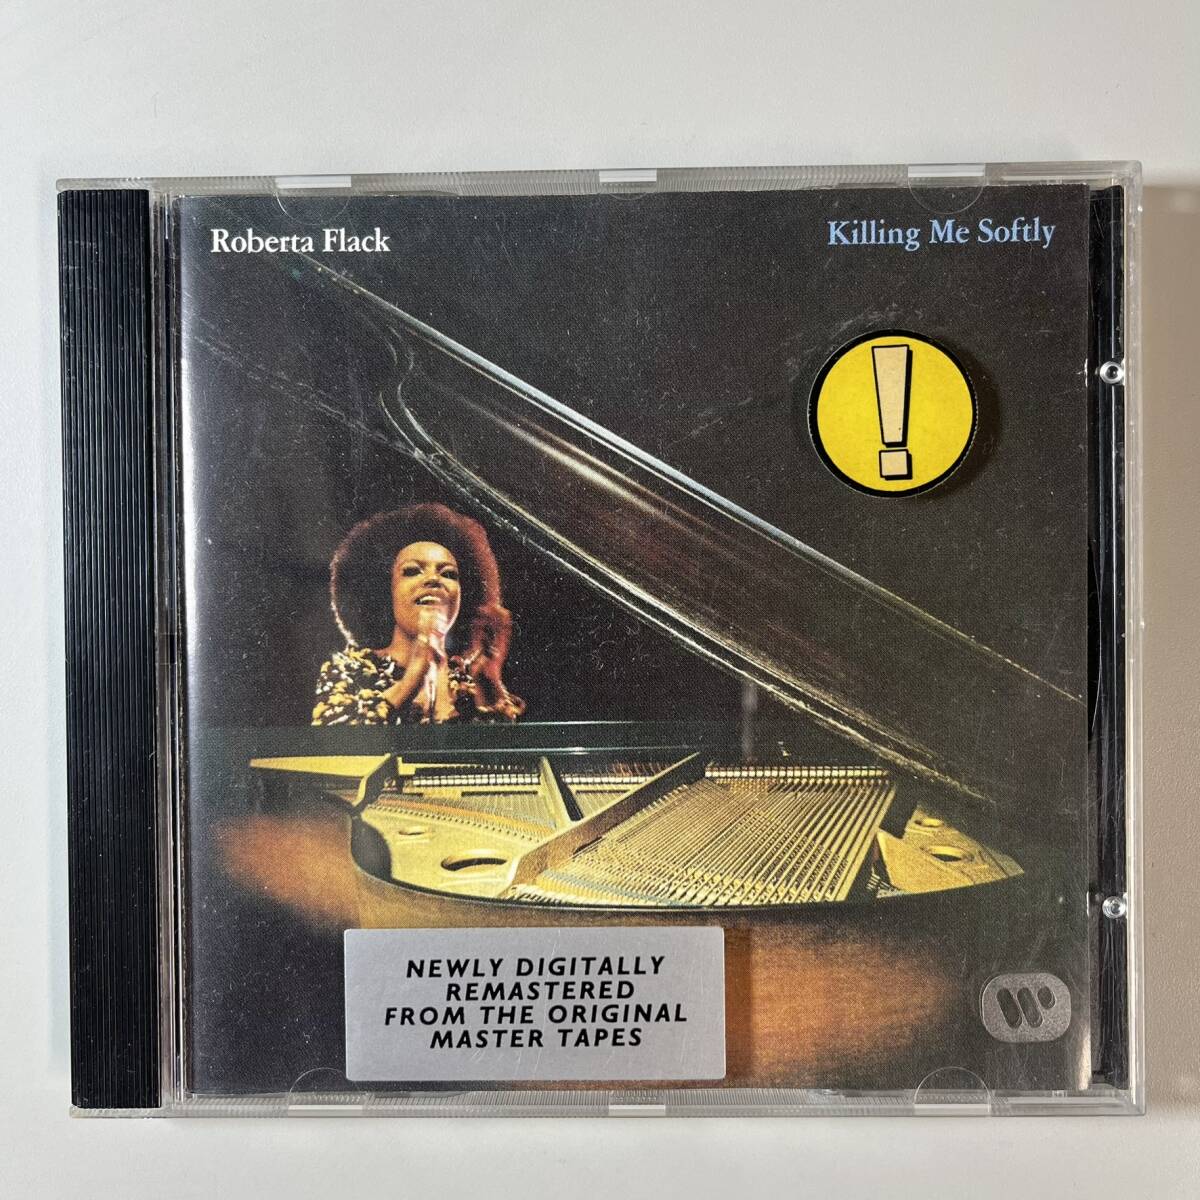 Roberta Flack
Killing Me Softly
!
NEWLY DIGITALLY
REMASTERED
FROM THE ORIGINAL
MASTER TAPES